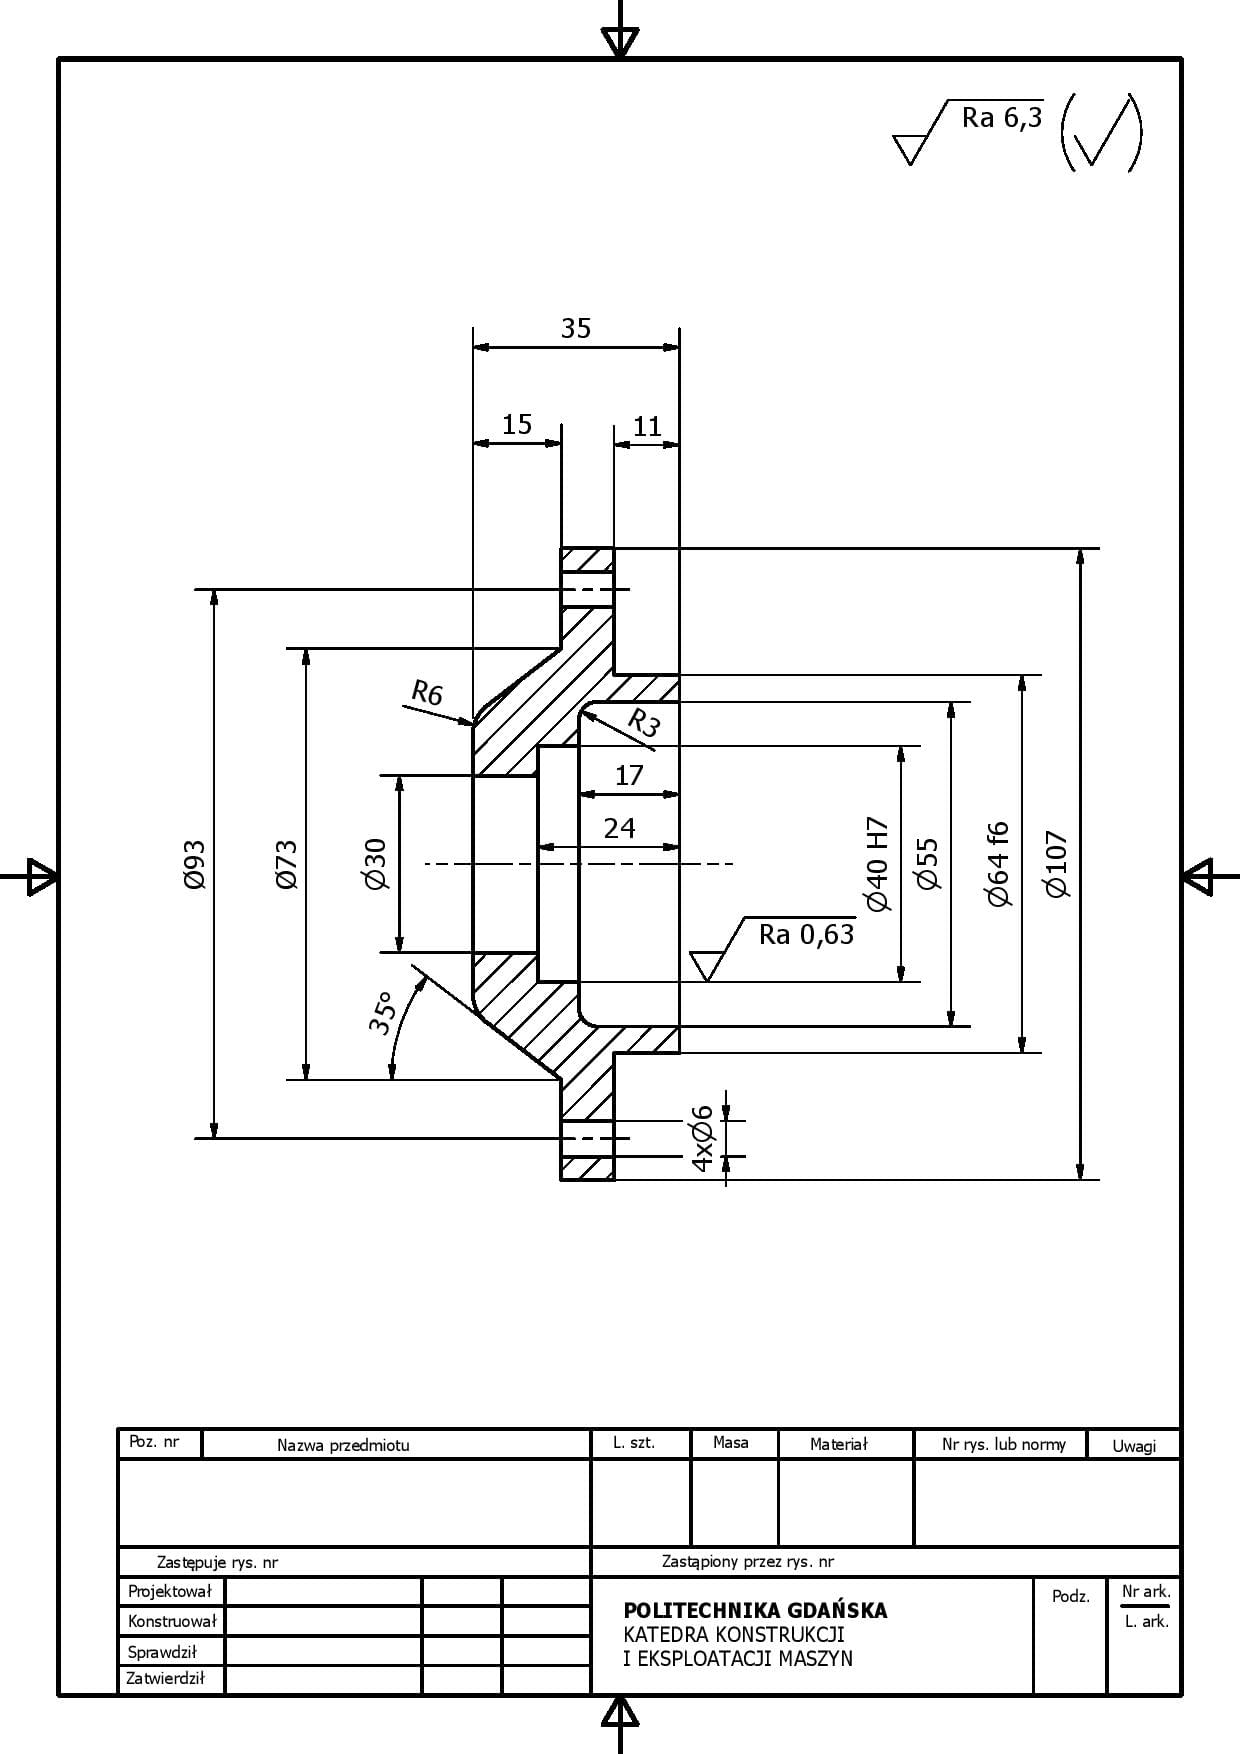 Ra 6,3
35
15
11
R6
R3
17
24
Ø93
Ø73
Ø30
Ø40 H7
Ø55
Ø64 f6
Ø107
Ra 0,63
35°
4xØ6
Poz. nr
Nazwa przedmiotu
L. szt.
Masa
Materiał
Nr rys. lub normy
Uwagi
Zastępuje rys. nr
Zastąpiony przez rys. nr
Projektował
Konstruował
Sprawdził
Zatwierdził
POLITECHNIKA GDAŃSKA
KATEDRA KONSTRUKCJI
I EKSPLOATACJI MASZYN
Podz.
Nr ark.
L. ark.